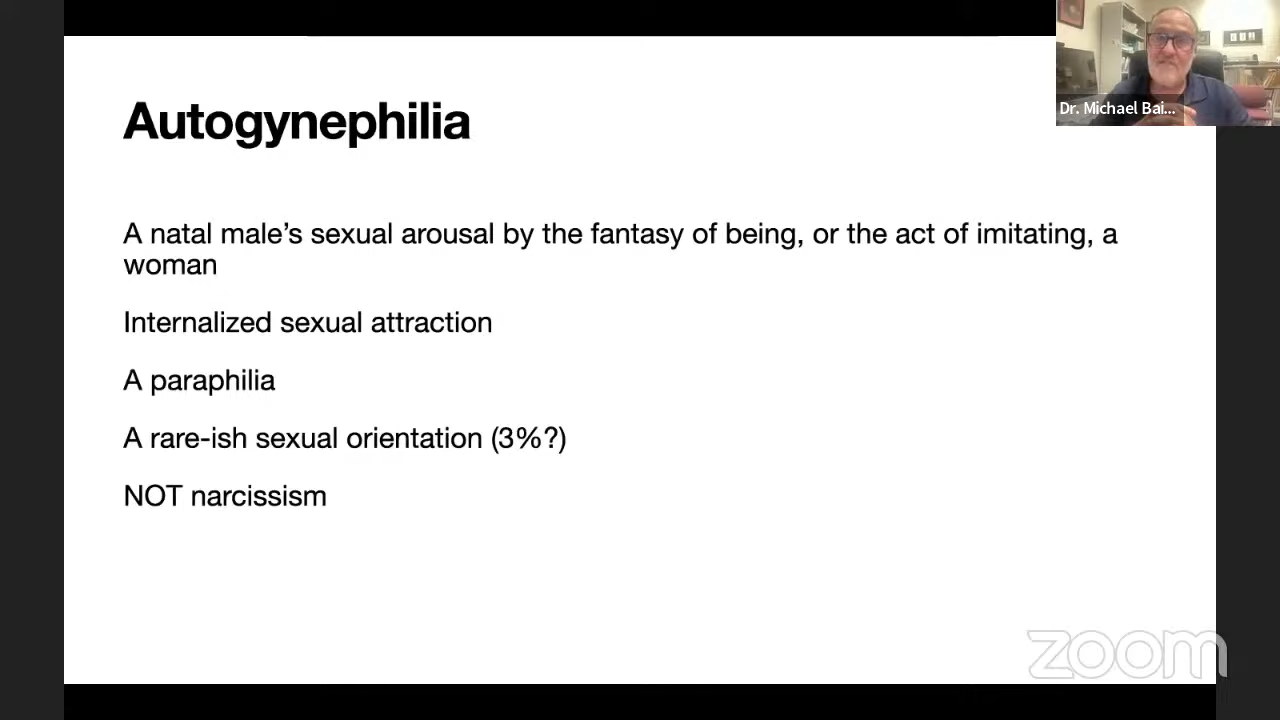 Autogynephilia
Dr. Michael Bai...
A natal male’s sexual arousal by the fantasy of being, or the act of imitating, a
woman
Internalized sexual attraction
A paraphilia
A rare-ish sexual orientation (3%?)
NOT narcissism
zoom